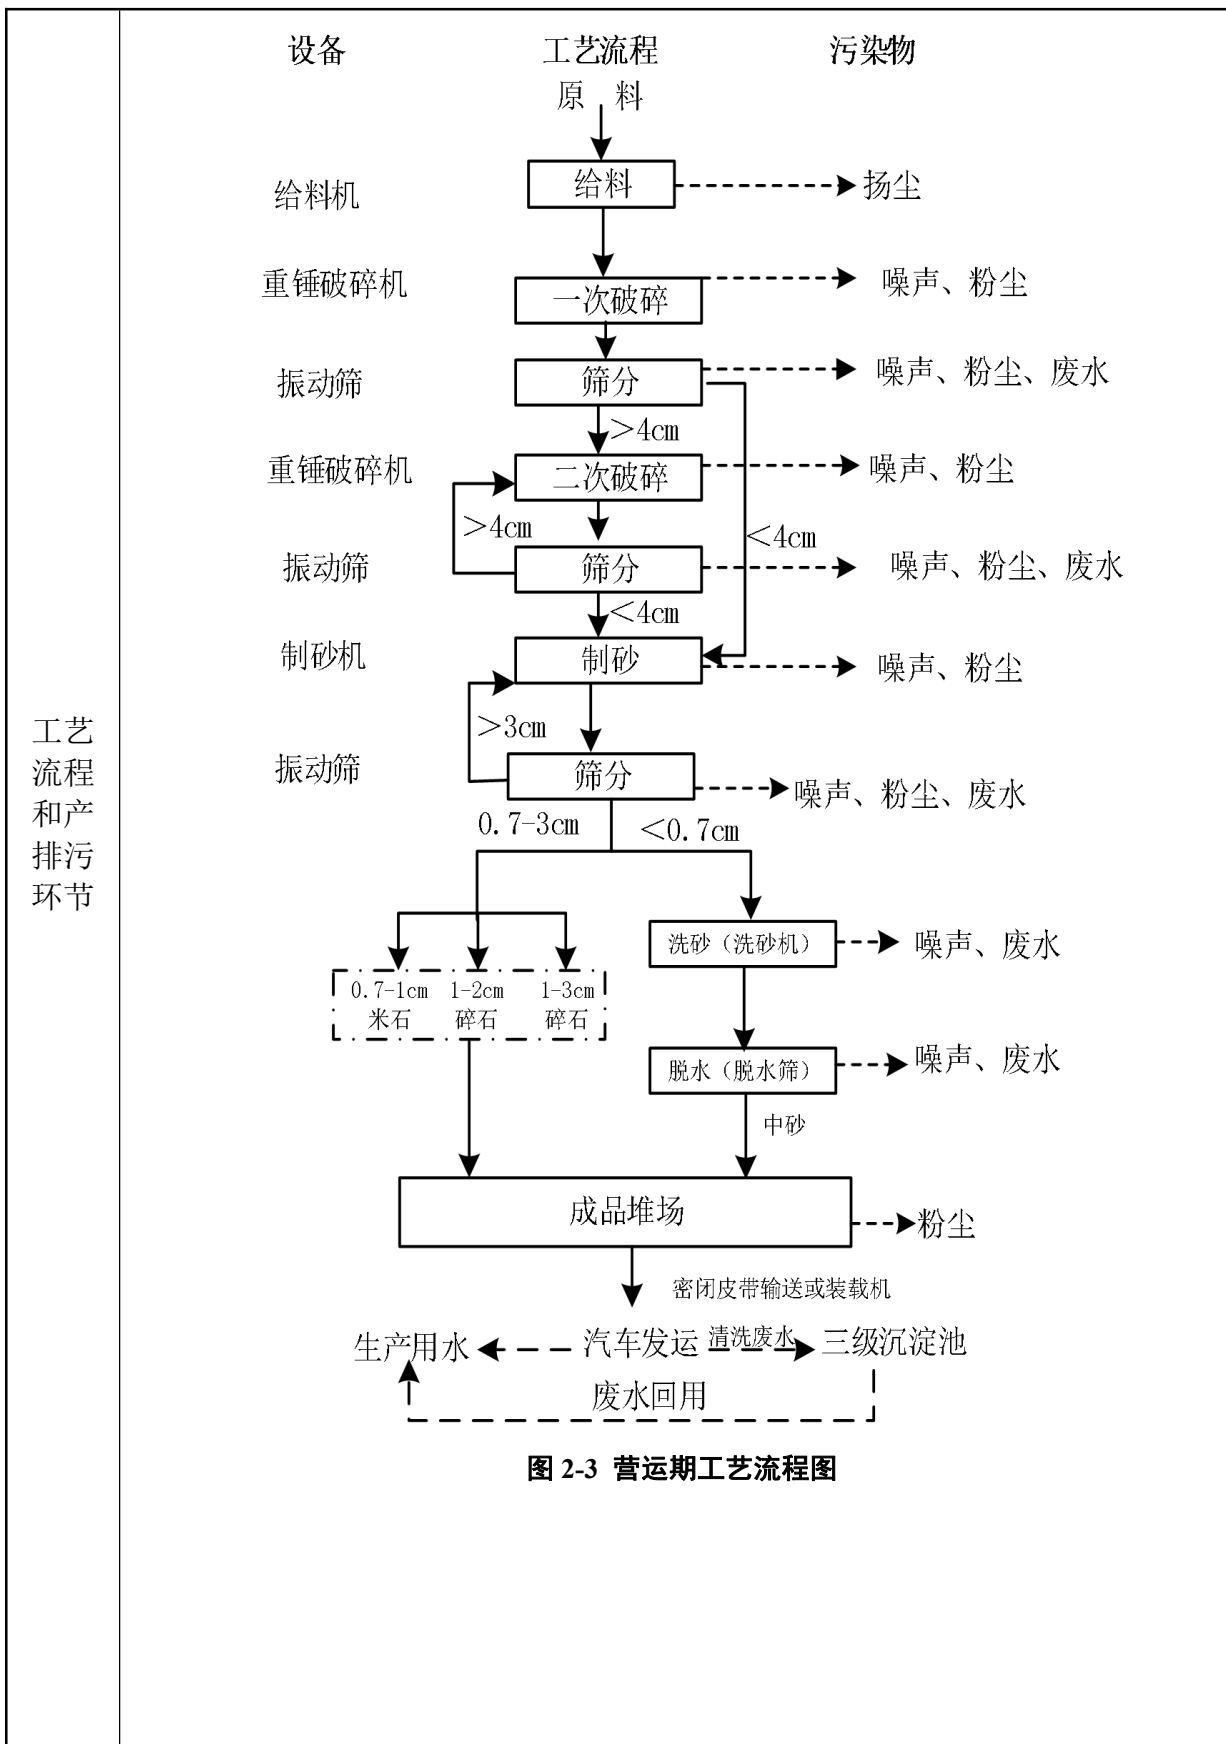 设备 工艺流程 污染物
原 料
给料机 给料 扬尘
重锤破碎机 一次破碎 噪声、粉尘
振动筛 筛分 噪声、粉尘、废水
>4cm
重锤破碎机 二次破碎 噪声、粉尘
>4cm <4cm
振动筛 筛分 噪声、粉尘、废水
<4cm
制砂机 制砂 噪声、粉尘
>3cm
振动筛 筛分 噪声、粉尘、废水
0.7-3cm <0.7cm
洗砂（洗砂机） 噪声、废水
0.7-1cm 1-2cm 1-3cm
米石 碎石 碎石
脱水（脱水筛） 噪声、废水
中砂
成品堆场 粉尘
密闭皮带输送或装载机
生产用水 汽车发运 清洗废水 三级沉淀池
废水回用
图 2-3 营运期工艺流程图
工艺
流程
和产
排污
环节